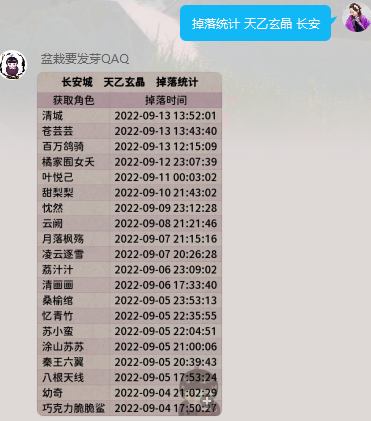 掉落统计 天乙玄晶 长安
盆栽要发芽QAQ
长安城 天乙玄晶 掉落统计
获取角色 掉落时间
清城 2022-09-13 13:52:01
苍芸芸 2022-09-13 13:43:40
百万鸽骑 2022-09-13 12:15:09
橘家囿女夭 2022-09-12 23:07:39
叶悦己 2022-09-11 00:03:02
甜梨梨 2022-09-10 21:43:02
忱然 2022-09-09 23:12:28
云阙 2022-09-08 21:21:46
月落枫殇 2022-09-07 21:15:16
凌云逐雪 2022-09-07 20:26:28
荔汁汁 2022-09-06 23:09:02
清画画 2022-09-06 17:33:40
桑榆绾 2022-09-05 23:53:13
忆青竹 2022-09-05 22:35:55
苏小蛮 2022-09-05 22:04:51
涂山苏苏 2022-09-05 21:00:06
秦王六翼 2022-09-05 20:39:43
八根天线 2022-09-05 17:53:24
幼奇 2022-09-04 21:02:29
巧克力脆脆鲨 2022-09-04 17:50:27